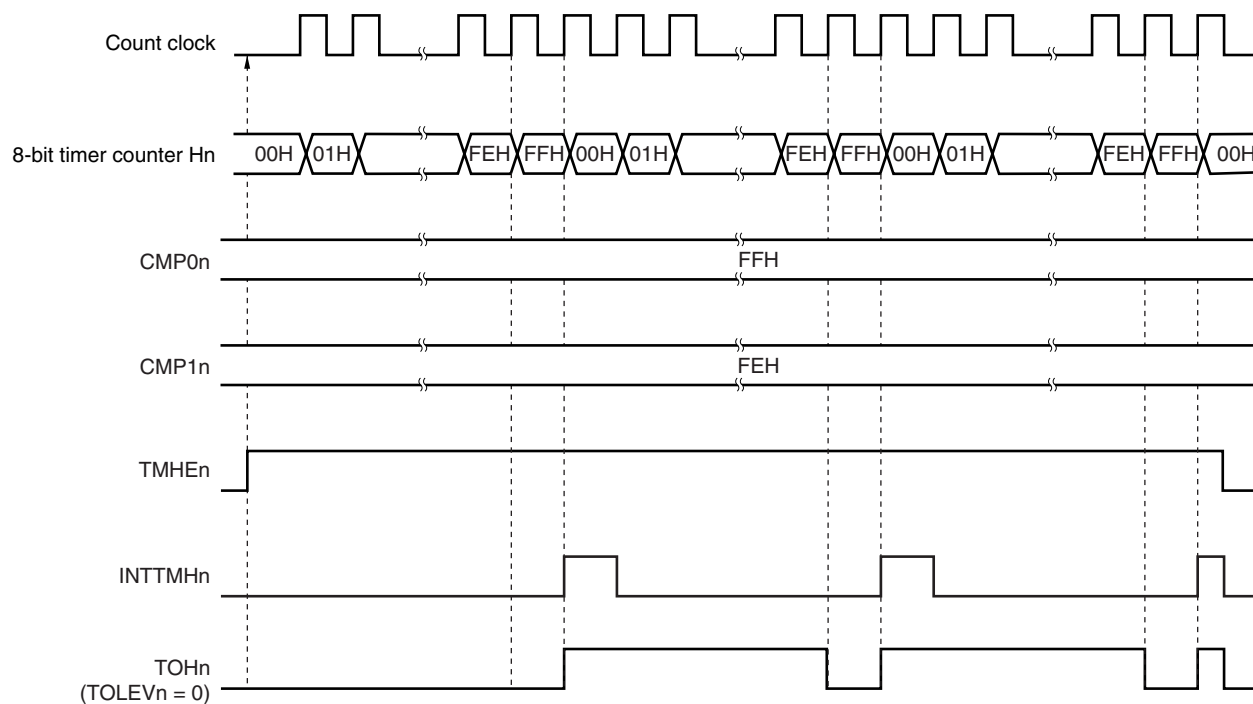 Count clock
8-bit timer counter Hn
00H 01H FEH FFH 00H 01H FEH FFH 00H 01H FEH FFH 00H
CMP0n
FFH
CMP1n
FEH
TMHEn
INTTMHn
TOHn
(TOLEVn = 0)